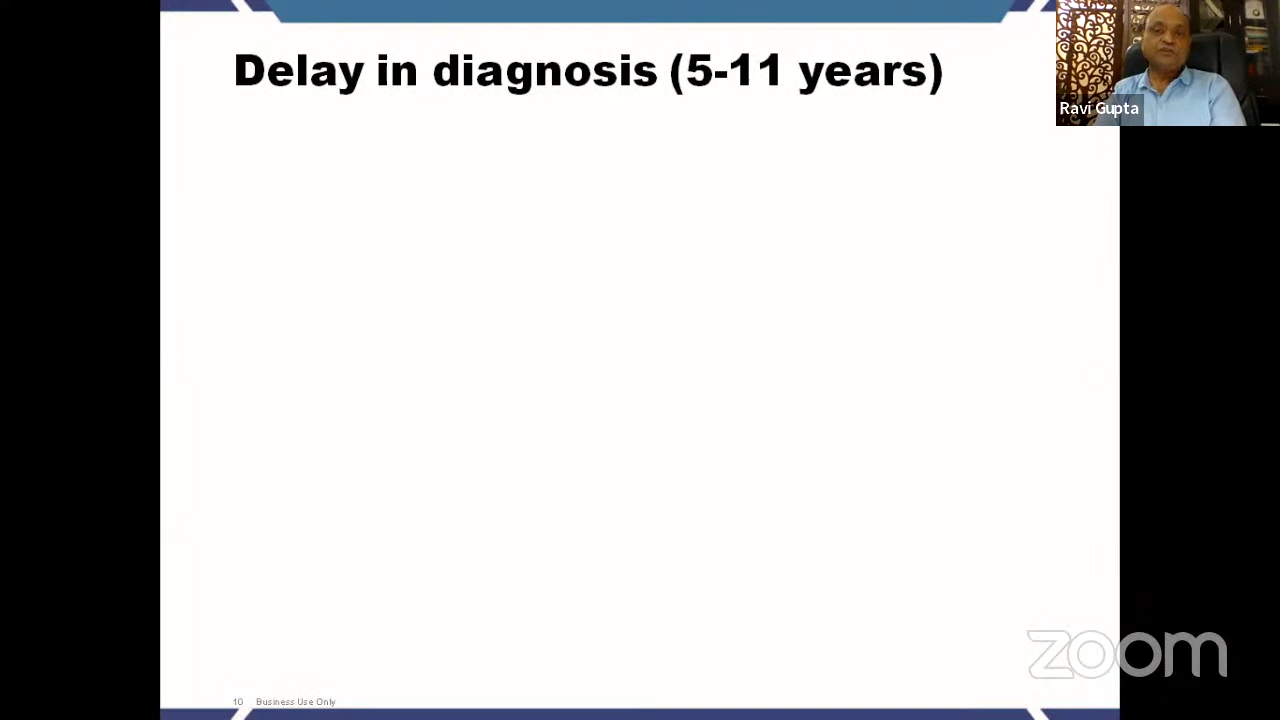 Delay in diagnosis (5-11 years)
Ravi Gupta
10 Business Use Only
zoom